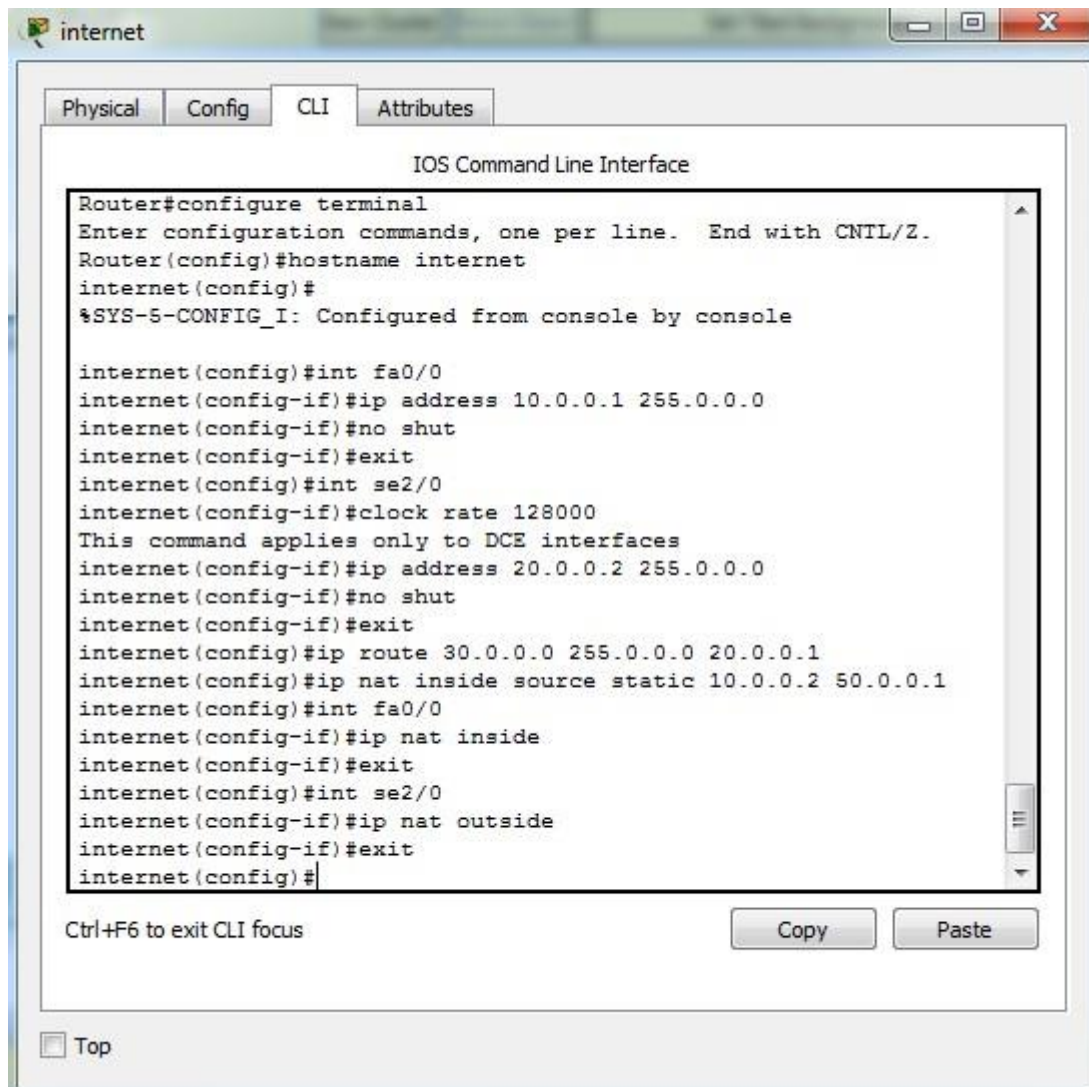 internet
Physical Config CLI Attributes
IOS Command Line Interface
Router#configure terminal
Enter configuration commands, one per line.  End with CNTL/Z.
Router(config)#hostname internet
internet(config)#
%SYS-5-CONFIG_I: Configured from console by console
internet(config)#int fa0/0
internet(config-if)#ip address 10.0.0.1 255.0.0.0
internet(config-if)#no shut
internet(config-if)#exit
internet(config)#int se2/0
internet(config-if)#clock rate 128000
This command applies only to DCE interfaces
internet(config-if)#ip address 20.0.0.2 255.0.0.0
internet(config-if)#no shut
internet(config-if)#exit
internet(config)#ip route 30.0.0.0 255.0.0.0 20.0.0.1
internet(config)#ip nat inside source static 10.0.0.2 50.0.0.1
internet(config)#int fa0/0
internet(config-if)#ip nat inside
internet(config-if)#exit
internet(config)#int se2/0
internet(config-if)#ip nat outside
internet(config-if)#exit
internet(config)#
Ctrl+F6 to exit CLI focus Copy Paste
Top